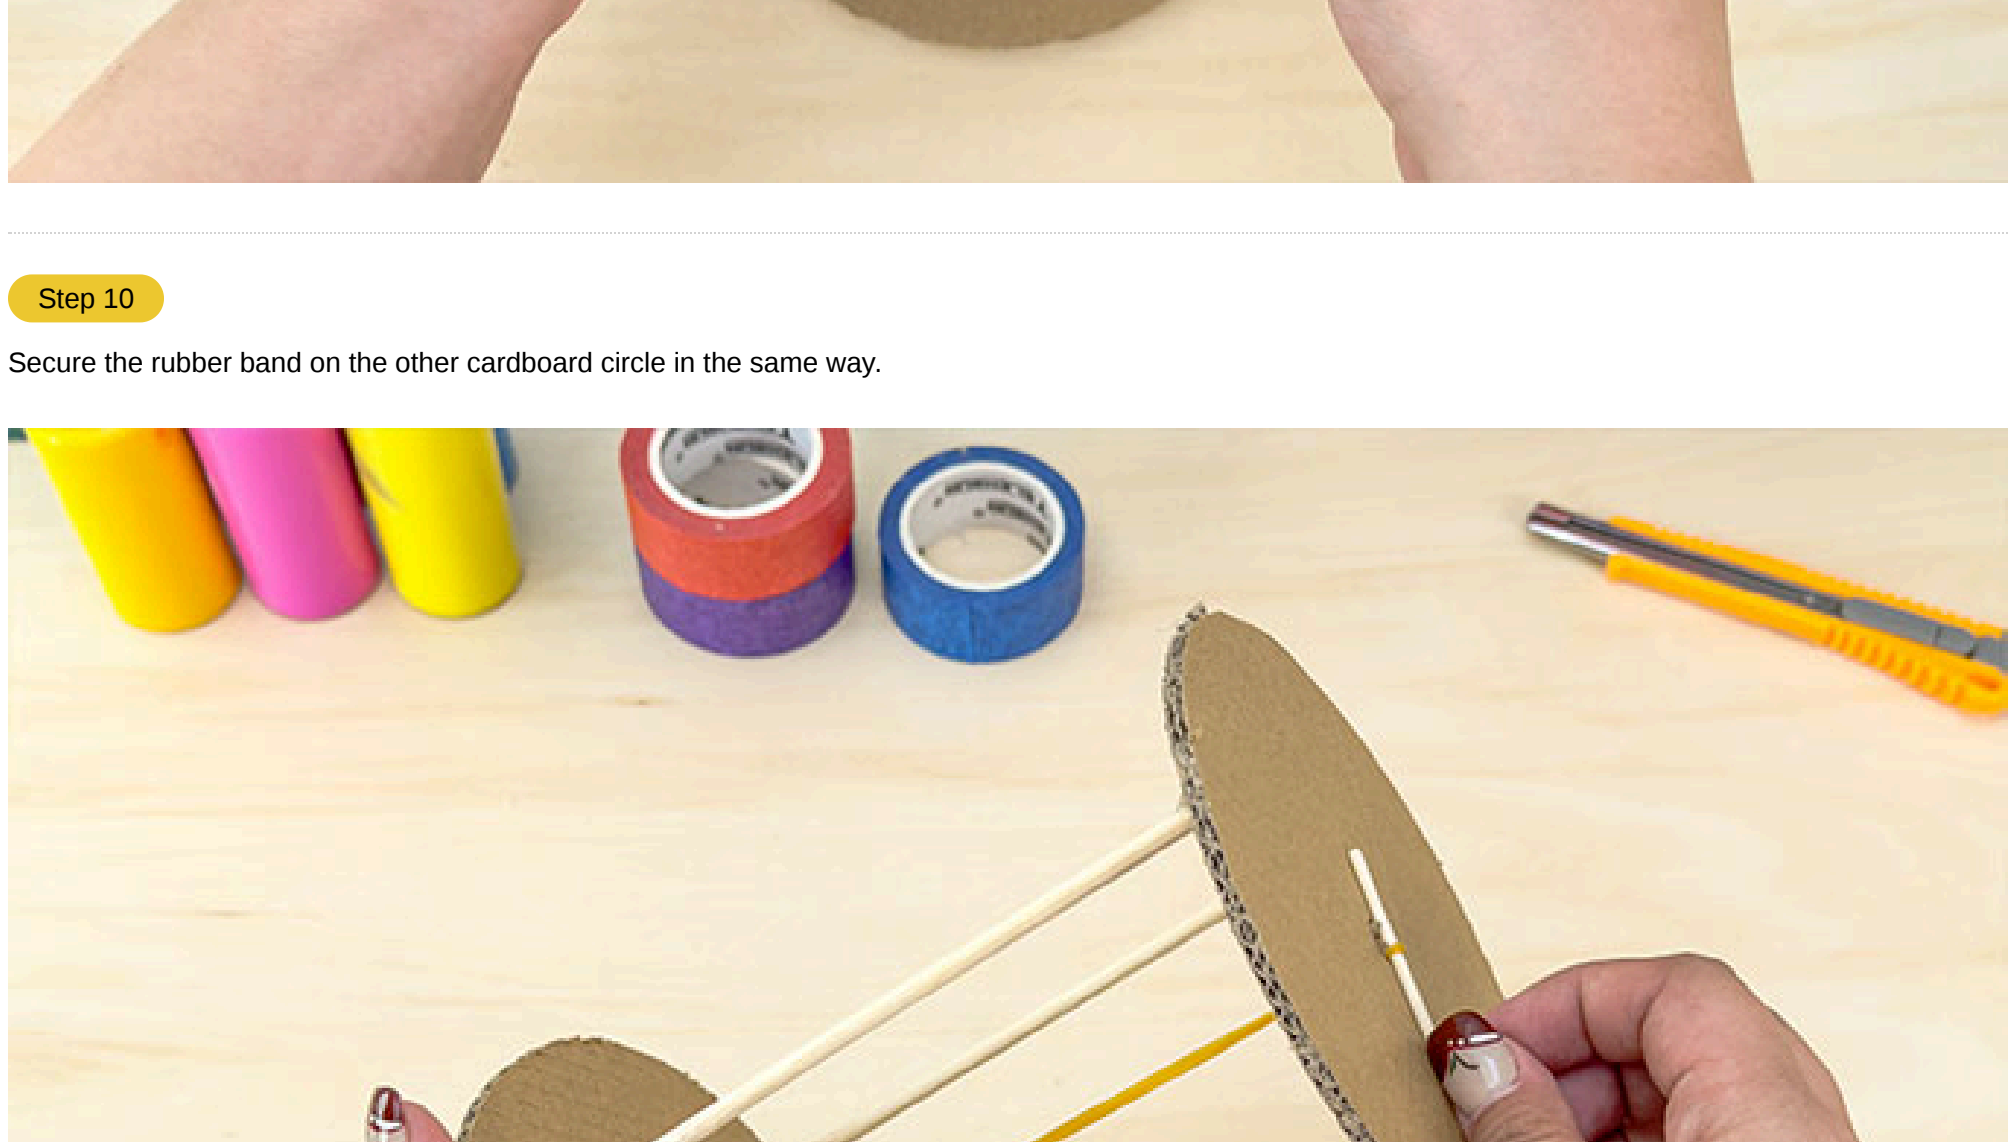 Step 10
Secure the rubber band on the other cardboard circle in the same way.